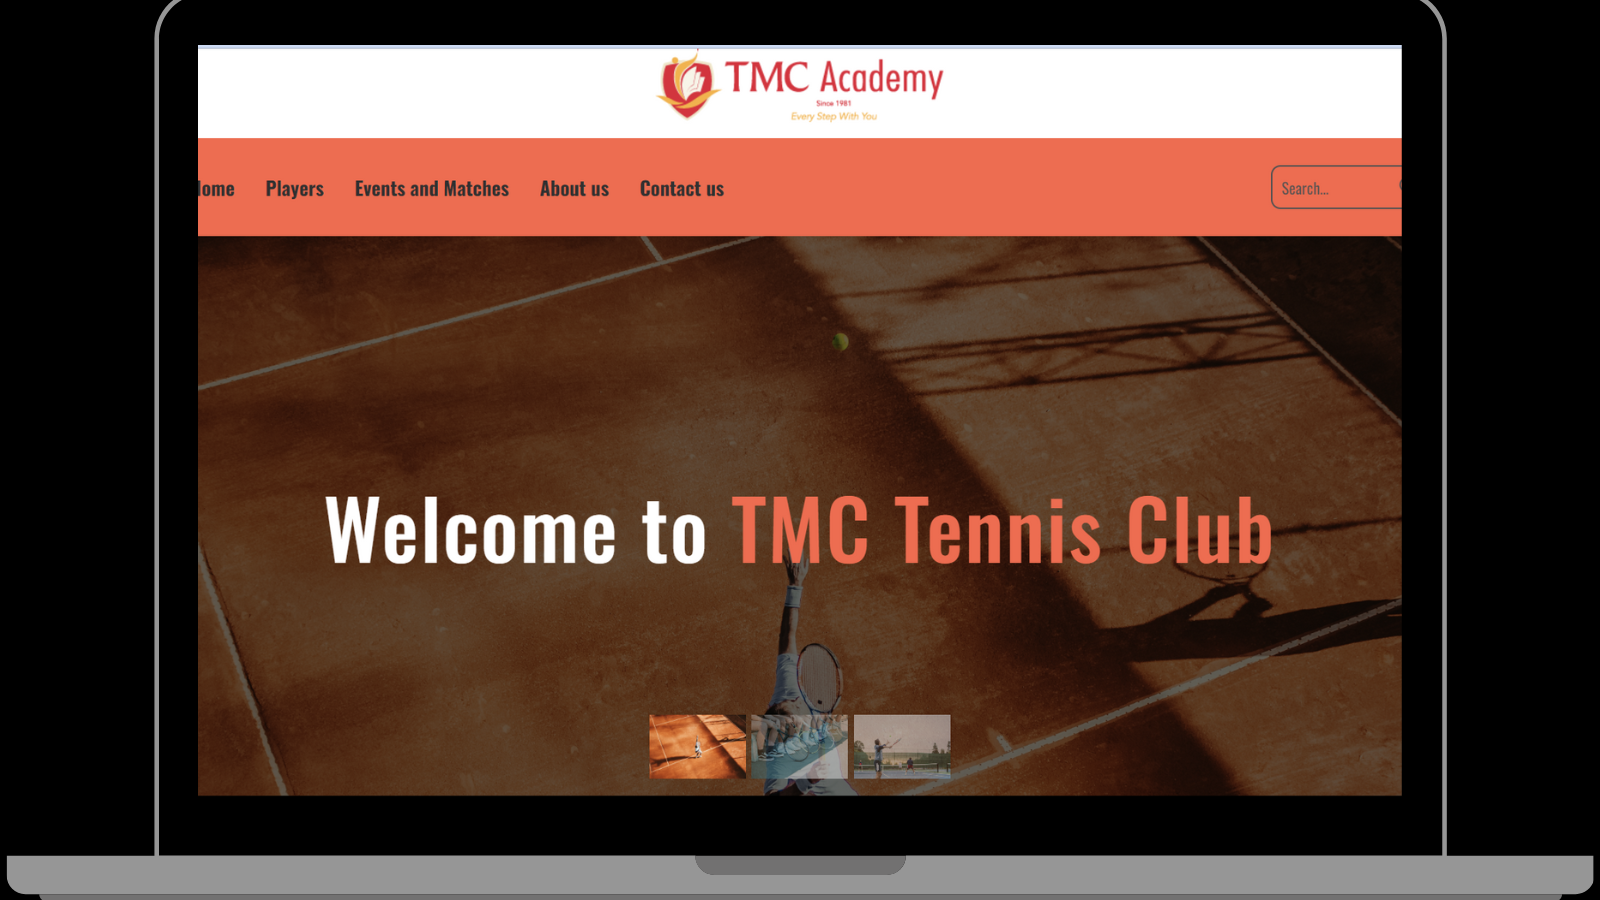 TMC Academy
Since 1981
Every Step With You
ome Players Events and Matches About us Contact us Search...
Welcome to TMC Tennis Club